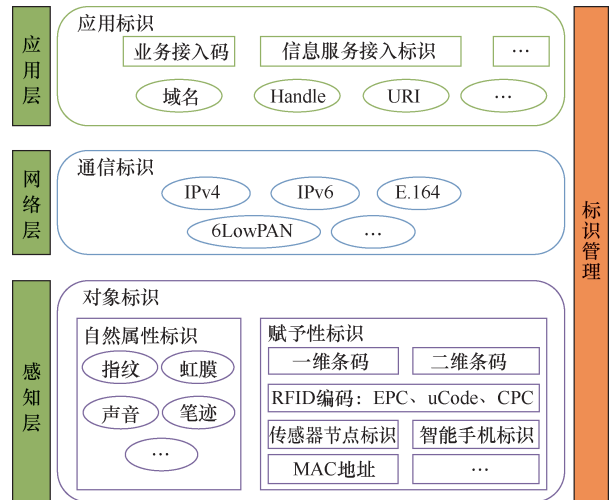 应用层
应用标识
业务接入码
信息服务接入标识
…
域名
Handle
URI
…
网络层
通信标识
IPv4
IPv6
E.164
6LowPAN
…
感知层
对象标识
自然属性标识
指纹
虹膜
声音
笔迹
…
赋予性标识
一维条码
二维条码
RFID编码：EPC、uCode、CPC
传感器节点标识
智能手机标识
MAC地址
…
标识管理